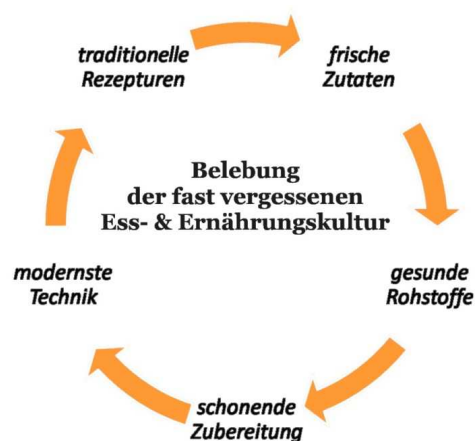 traditionelle
Rezepturen
frische
Zutaten
Belebung
der fast vergessenen
Ess- & Ernährungskultur
modernste
Technik
gesunde
Rohstoffe
schonende
Zubereitung